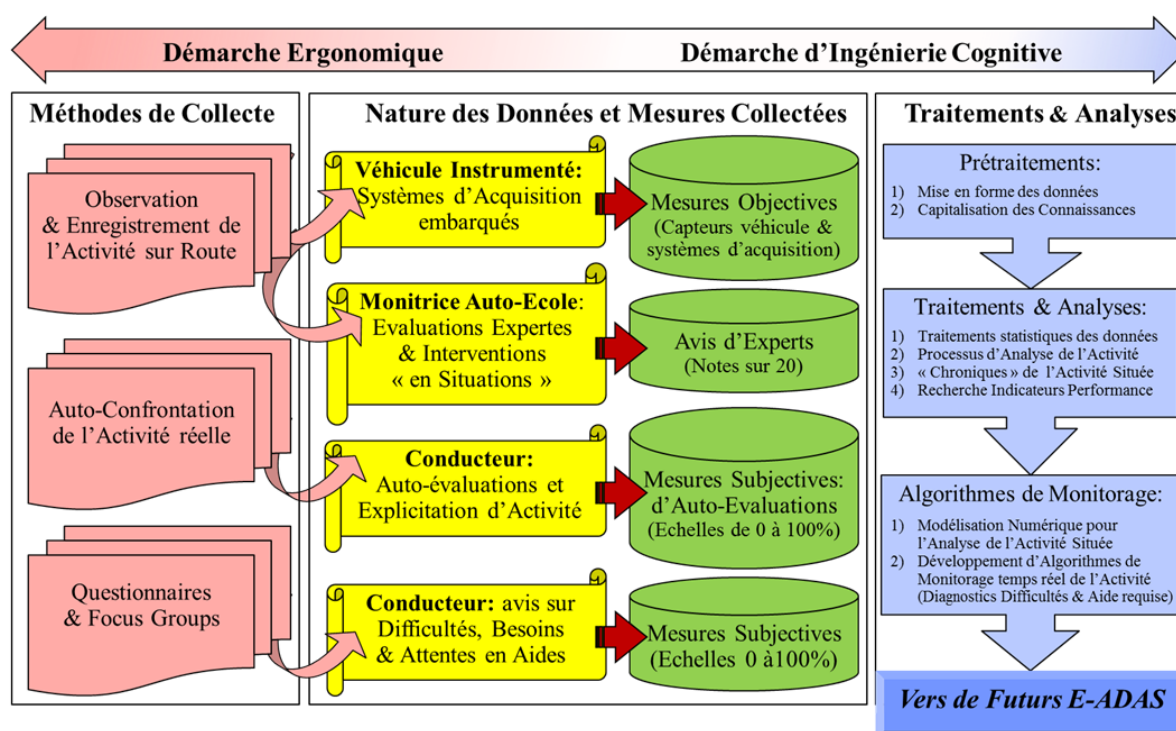 Démarche Ergonomique
Démarche d'Ingénierie Cognitive
Méthodes de Collecte
Observation
& Enregistrement de
l'Activité sur Route
Auto-Confrontation
de l'Activité réelle
Questionnaires
& Focus Groups
Nature des Données et Mesures Collectées
Véhicule Instrumenté:
Systèmes d'Acquisition
embarqués
Mesures Objectives
(Capteurs véhicule &
systèmes d'acquisition)
Monitrice Auto-Ecole:
Evaluations Expertes
& Interventions
« en Situations »
Avis d'Experts
(Notes sur 20)
Conducteur:
Auto-évaluations et
Explicitation d'Activité
Mesures Subjectives:
d'Auto-Evaluations
(Echelles de 0 à 100%)
Conducteur: avis sur
Difficultés, Besoins
& Attentes en Aides
Mesures Subjectives
(Echelles 0 à100%)
Traitements & Analyses
Prétraitements:
1) Mise en forme des données
2) Capitalisation des Connaissances
Traitements & Analyses:
1) Traitements statistiques des données
2) Processus d'Analyse de l'Activité
3) « Chroniques » de l'Activité Située
4) Recherche Indicateurs Performance
Algorithmes de Monitorage:
1) Modélisation Numérique pour
l'Analyse de l'Activité Située
2) Développement d'Algorithmes de
Monitorage temps réel de l'Activité
(Diagnostics Difficultés & Aide requise)
Vers de Futurs E-ADAS